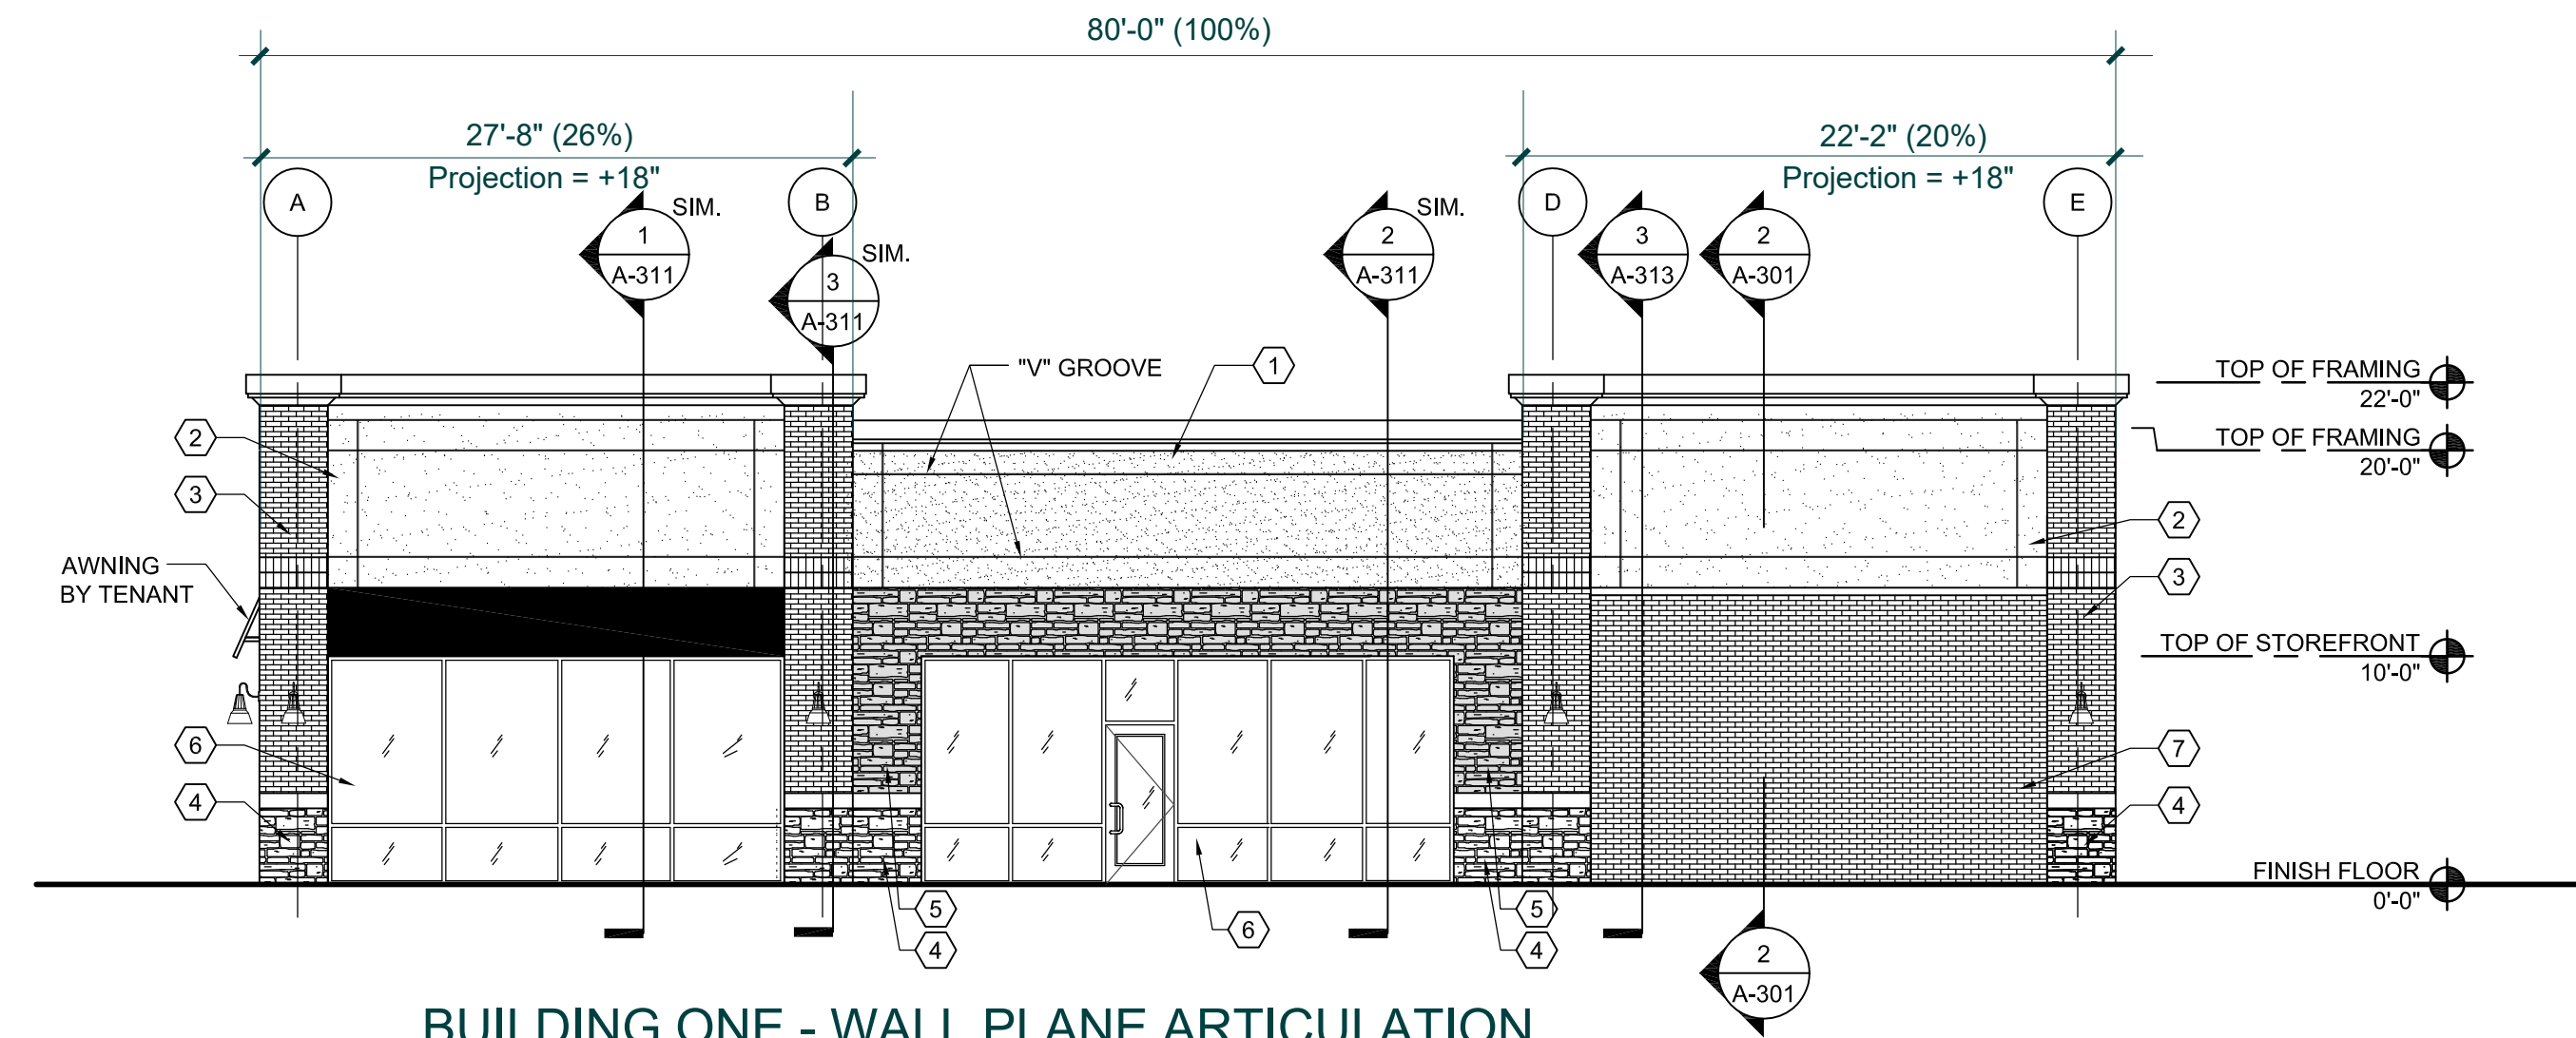 80'-0" (100%)
27'-8" (26%)
Projection = +18"
22'-2" (20%)
Projection = +18"
A
B
D
E
1
A-311
SIM.
3
A-311
SIM.
2
A-311
SIM.
3
A-313
2
A-301
"V" GROOVE
1
TOP OF FRAMING
22'-0"
TOP OF FRAMING
20'-0"
2
3
AWNING
BY TENANT
2
3
TOP OF STOREFRONT
10'-0"
6
4
7
4
FINISH FLOOR
0'-0"
5
4
6
5
4
2
A-301
BUILDING ONE - WALL PLANE ARTICULATION